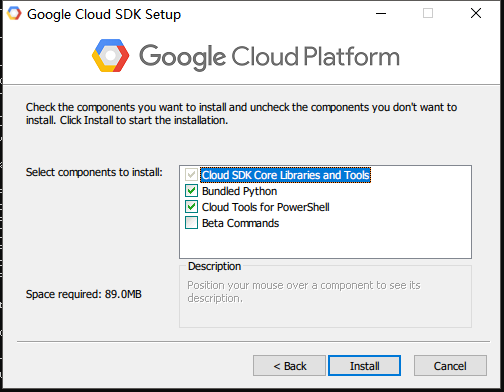 Google Cloud SDK Setup
Google Cloud Platform
Check the components you want to install and uncheck the components you don't want to
install. Click Install to start the installation.
Select components to install:
Cloud SDK Core Libraries and Tools
Bundled Python
Cloud Tools for PowerShell
Beta Commands
Description
Position your mouse over a component to see its
description.
Space required: 89.0MB
< Back
Install
Cancel